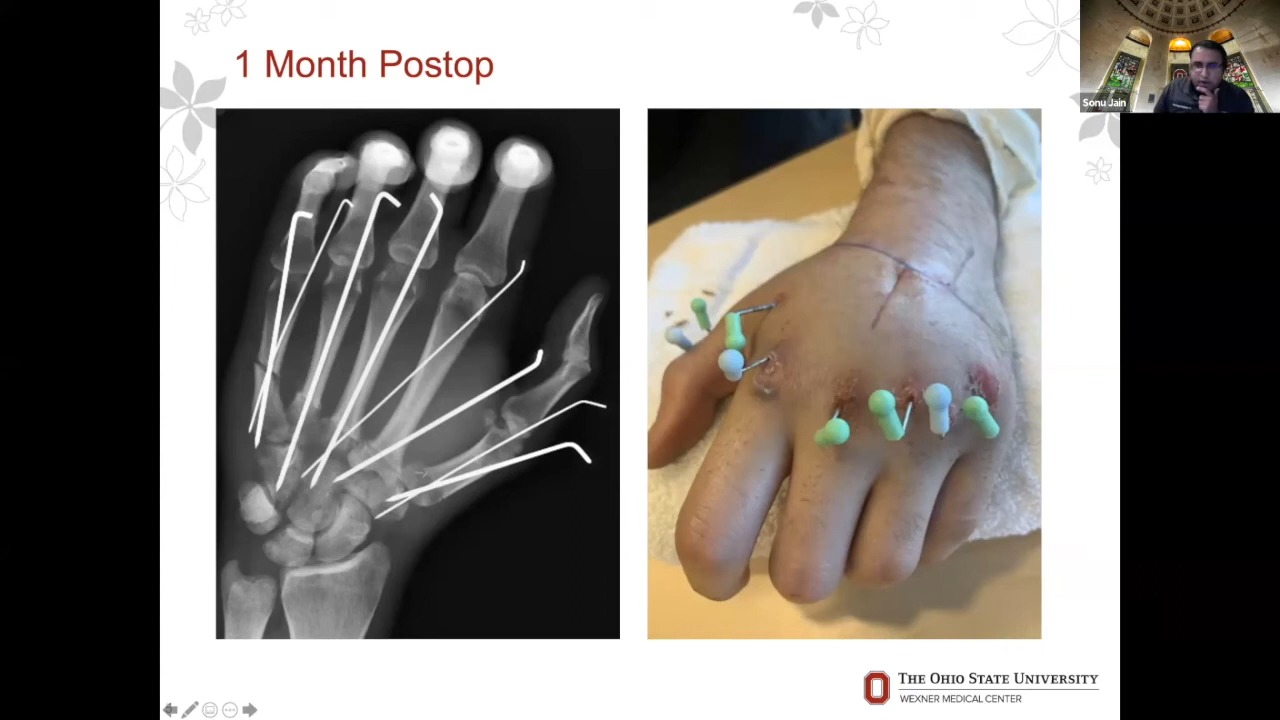 1 Month Postop
Sonu Jain
THE OHIO STATE UNIVERSITY
WEXNER MEDICAL CENTER